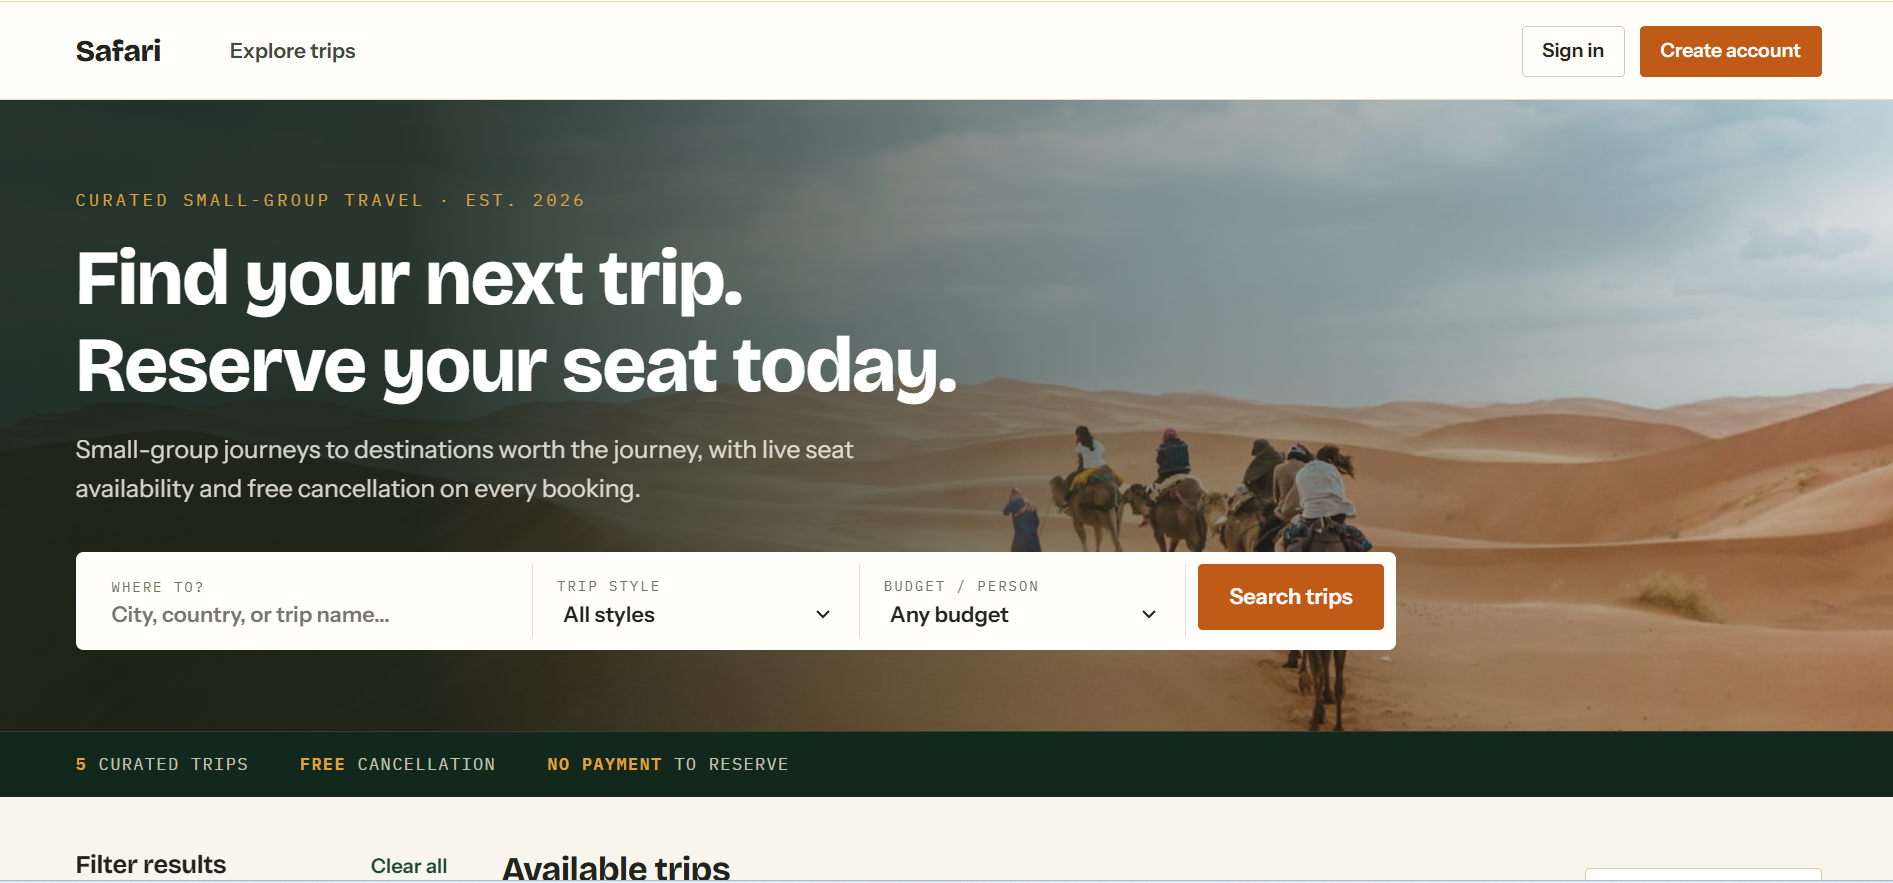 Safari
Explore trips
Sign in
Create account
CURATED SMALL-GROUP TRAVEL · EST. 2026
Find your next trip.
Reserve your seat today.
Small-group journeys to destinations worth the journey, with live seat
availability and free cancellation on every booking.
WHERE TO?
City, country, or trip name...
TRIP STYLE
All styles
BUDGET / PERSON
Any budget
Search trips
5 CURATED TRIPS
FREE CANCELLATION
NO PAYMENT TO RESERVE
Filter results
Clear all
Available trips